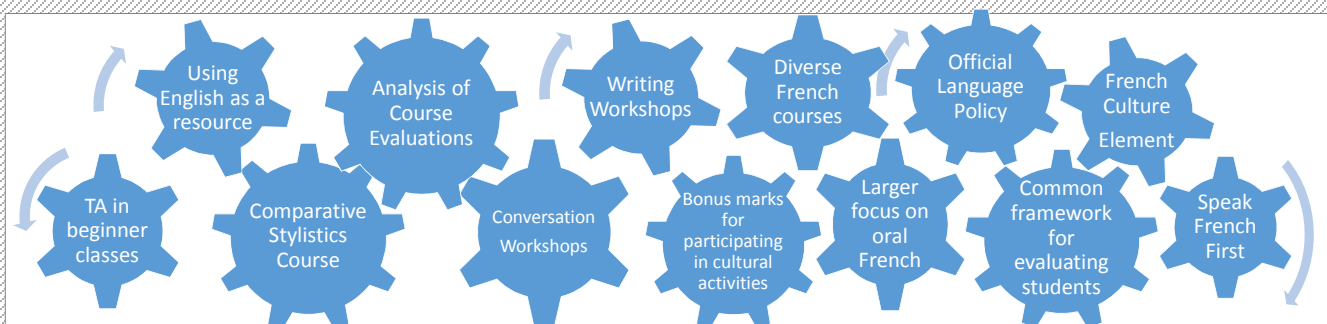 Using
English as a
resource
Analysis of
Course
Evaluations
Writing
Workshops
Diverse
French
courses
Official
Language
Policy
French
Culture
Element
TA in
beginner
classes
Comparative
Stylistics
Course
Conversation
Workshops
Bonus marks
for
participating
in cultural
activities
Larger
focus on
oral
French
Common
framework
for
evaluating
students
Speak
French
First